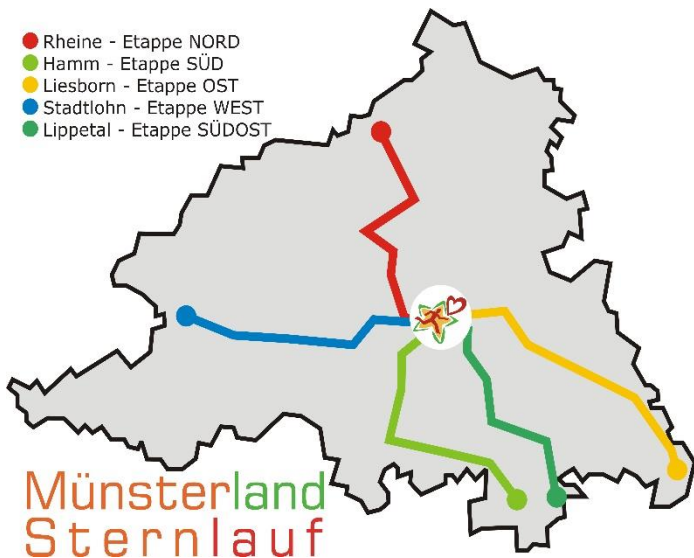 Rheine - Etappe NORD
Hamm - Etappe SÜD
Liesborn - Etappe OST
Stadtlohn - Etappe WEST
Lippetal - Etappe SÜDOST
Münsterland
Sternlauf